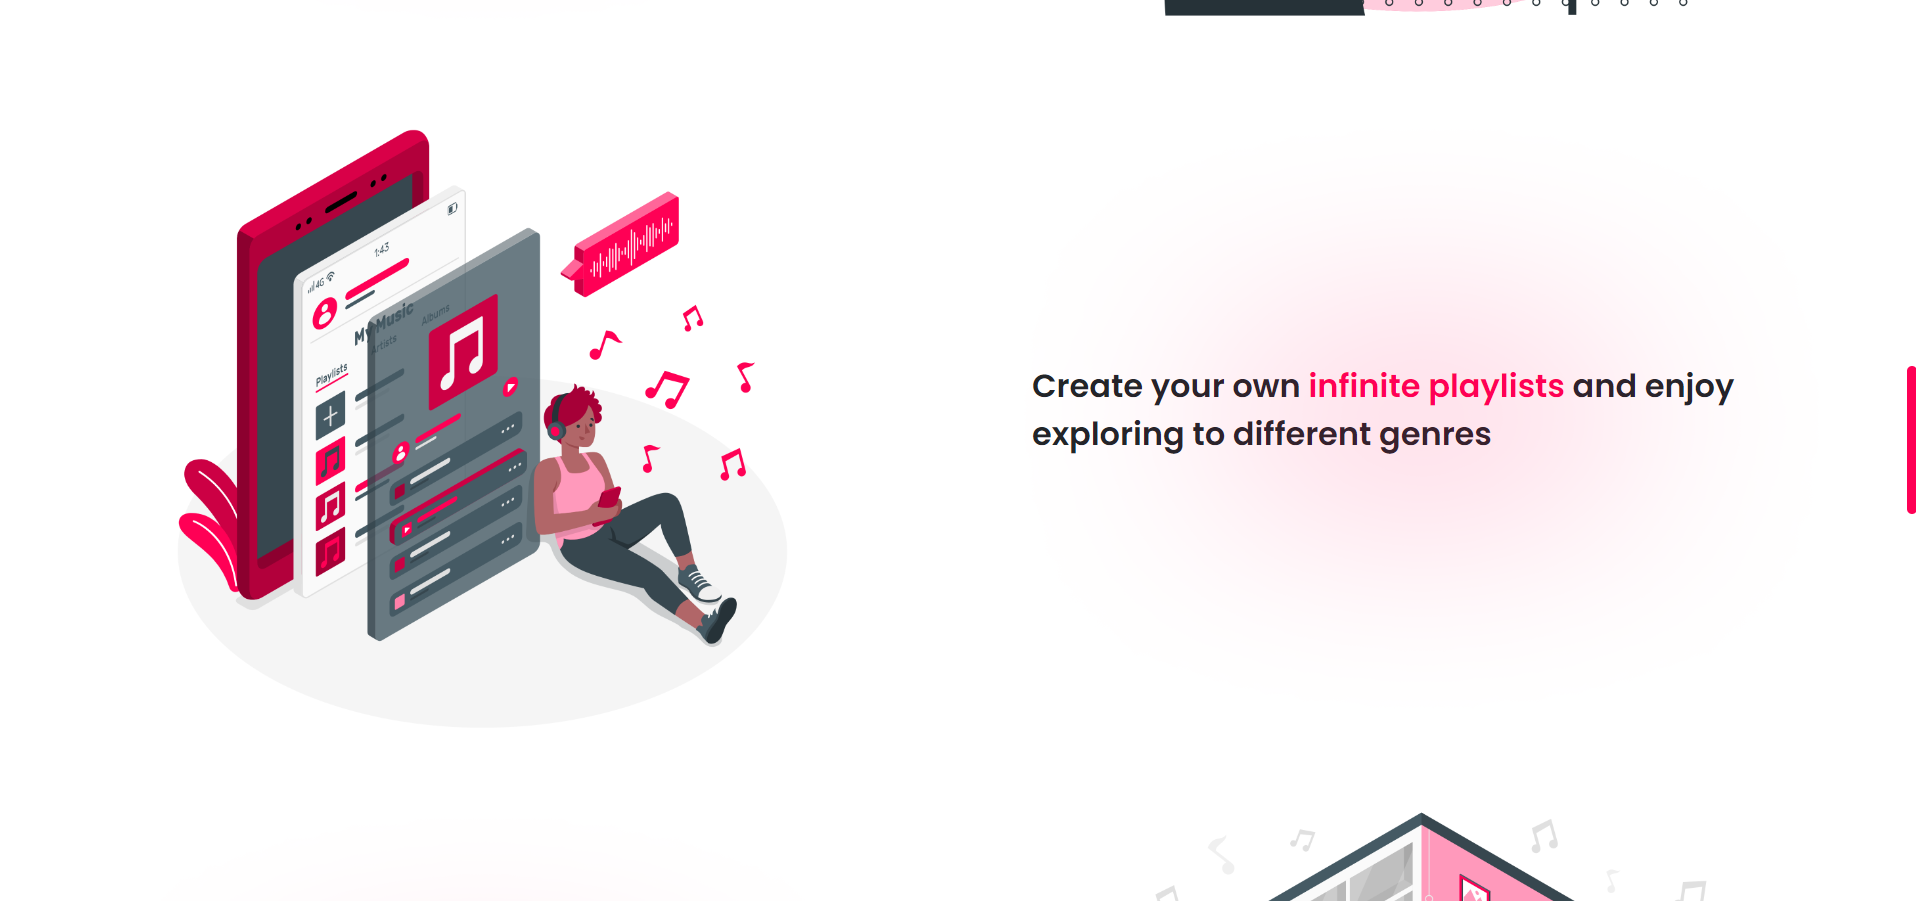 1:43
4G
My Music
Playlists
Artists
Albums
Create your own infinite playlists and enjoy
exploring to different genres